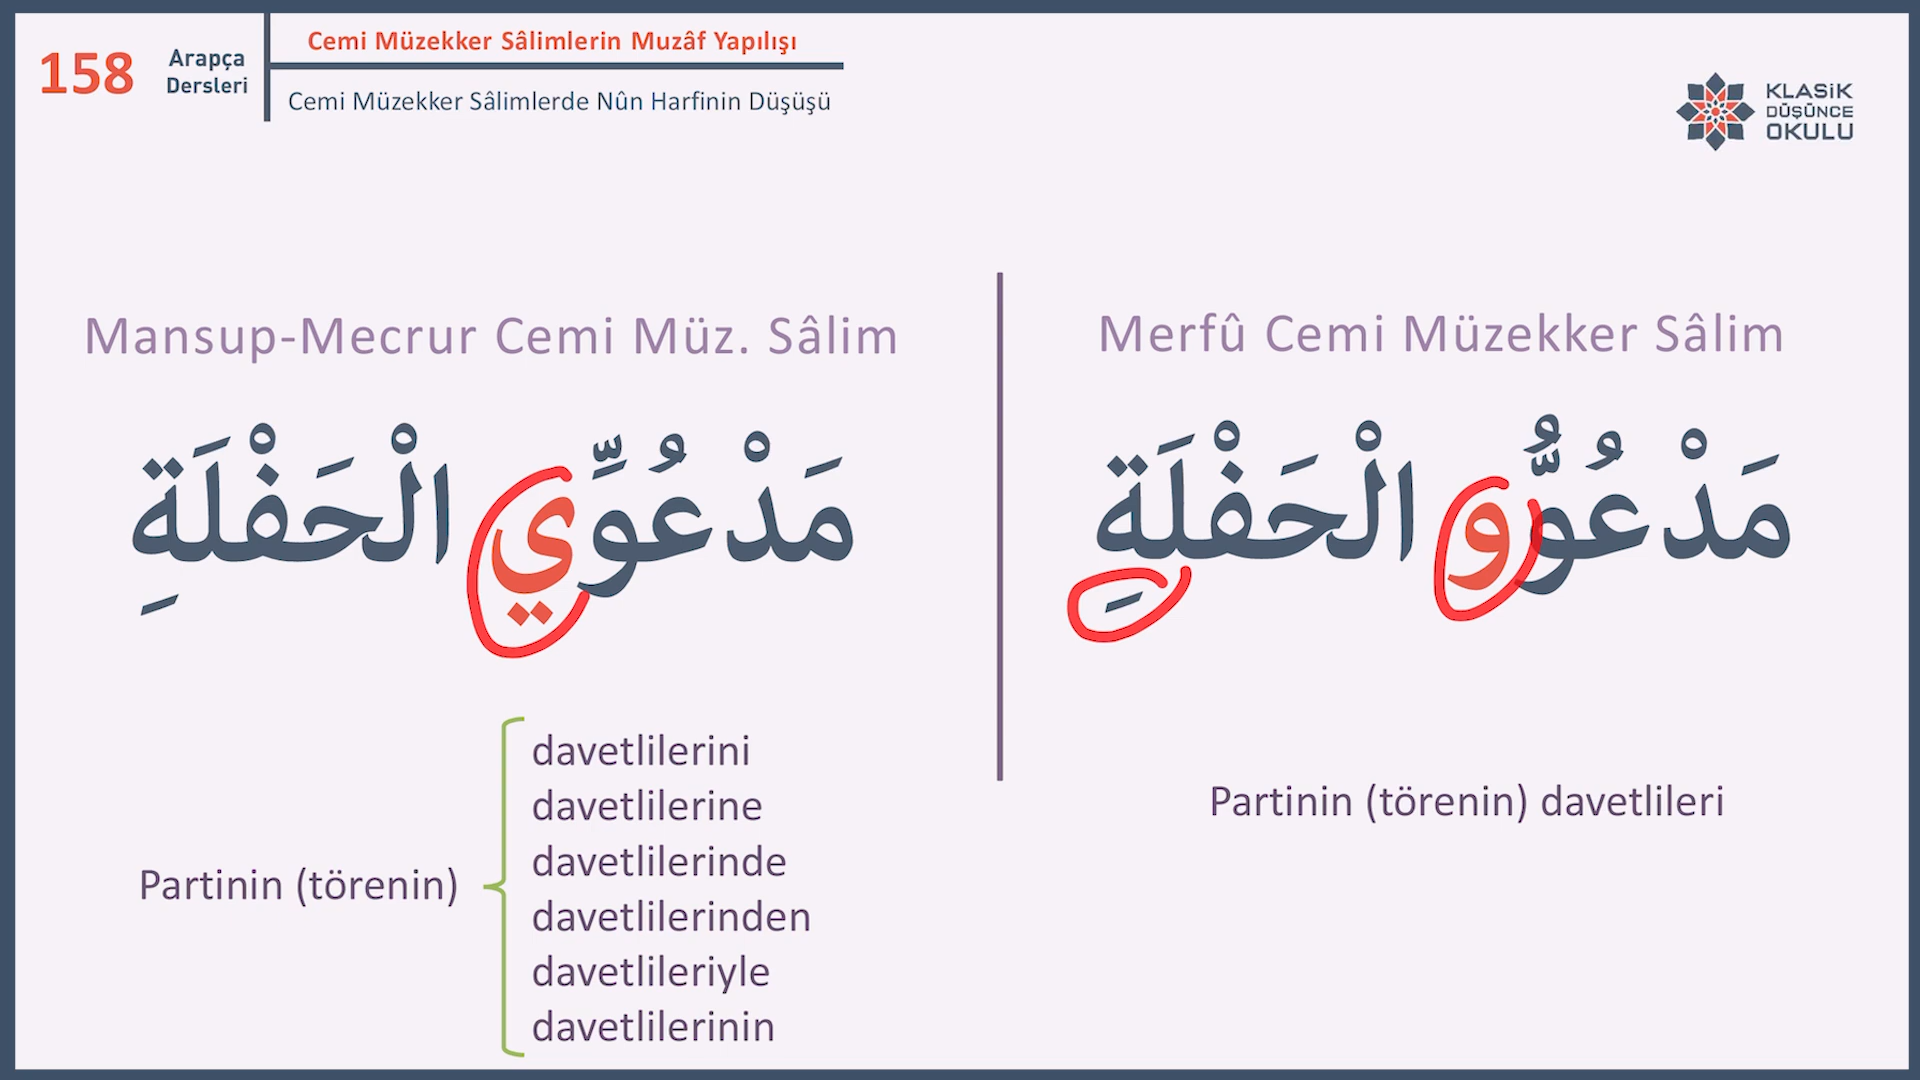 158
Arapça
Dersleri
Cemi Müzekker Sâlimlerin Muzâf Yapılışı
Cemi Müzekker Sâlimlerde Nûn Harfinin Düşüşü
KLASiK
DÜŞÜNCE
OKULU
Mansup-Mecrur Cemi Müz. Sâlim
مَدْعُوِّي الْحَفْلَةِ
Partinin (törenin)
davetlilerini
davetlilerine
davetlilerinde
davetlilerinden
davetlileriyle
davetlilerinin
Merfû Cemi Müzekker Sâlim
مَدْعُوُّو الْحَفْلَةِ
Partinin (törenin) davetlileri